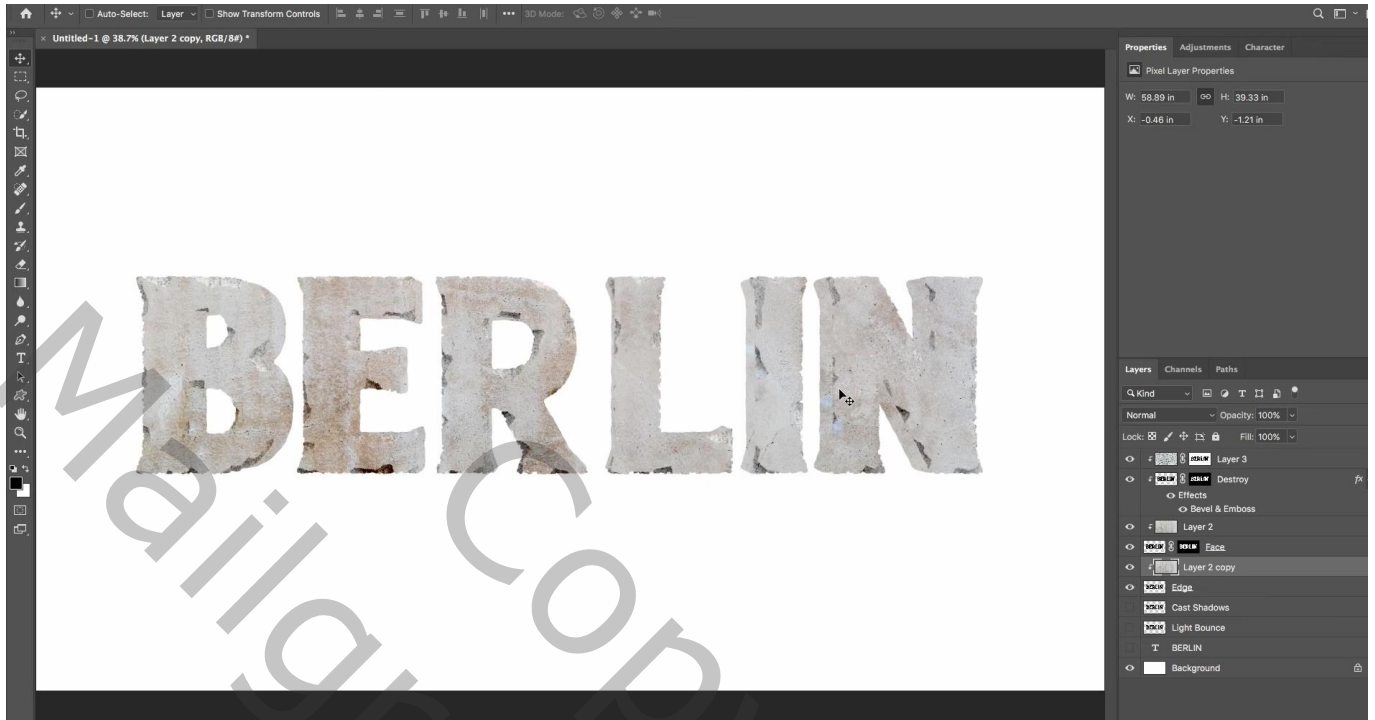 Auto-Select: Layer Show Transform Controls 3D Mode:
× Untitled-1 @ 38.7% (Layer 2 copy, RGB/8#) *
Properties Adjustments Character
Pixel Layer Properties
W: 58.89 in H: 39.33 in
X: -0.46 in Y: -1.21 in
BERLIN
Layers Channels Paths
Kind
Normal Opacity: 100%
Lock: Fill: 100%
Layer 3
Destroy fx
Effects
Bevel & Emboss
Layer 2
Face
Layer 2 copy
Edge
Cast Shadows
Light Bounce
T BERLIN
Background